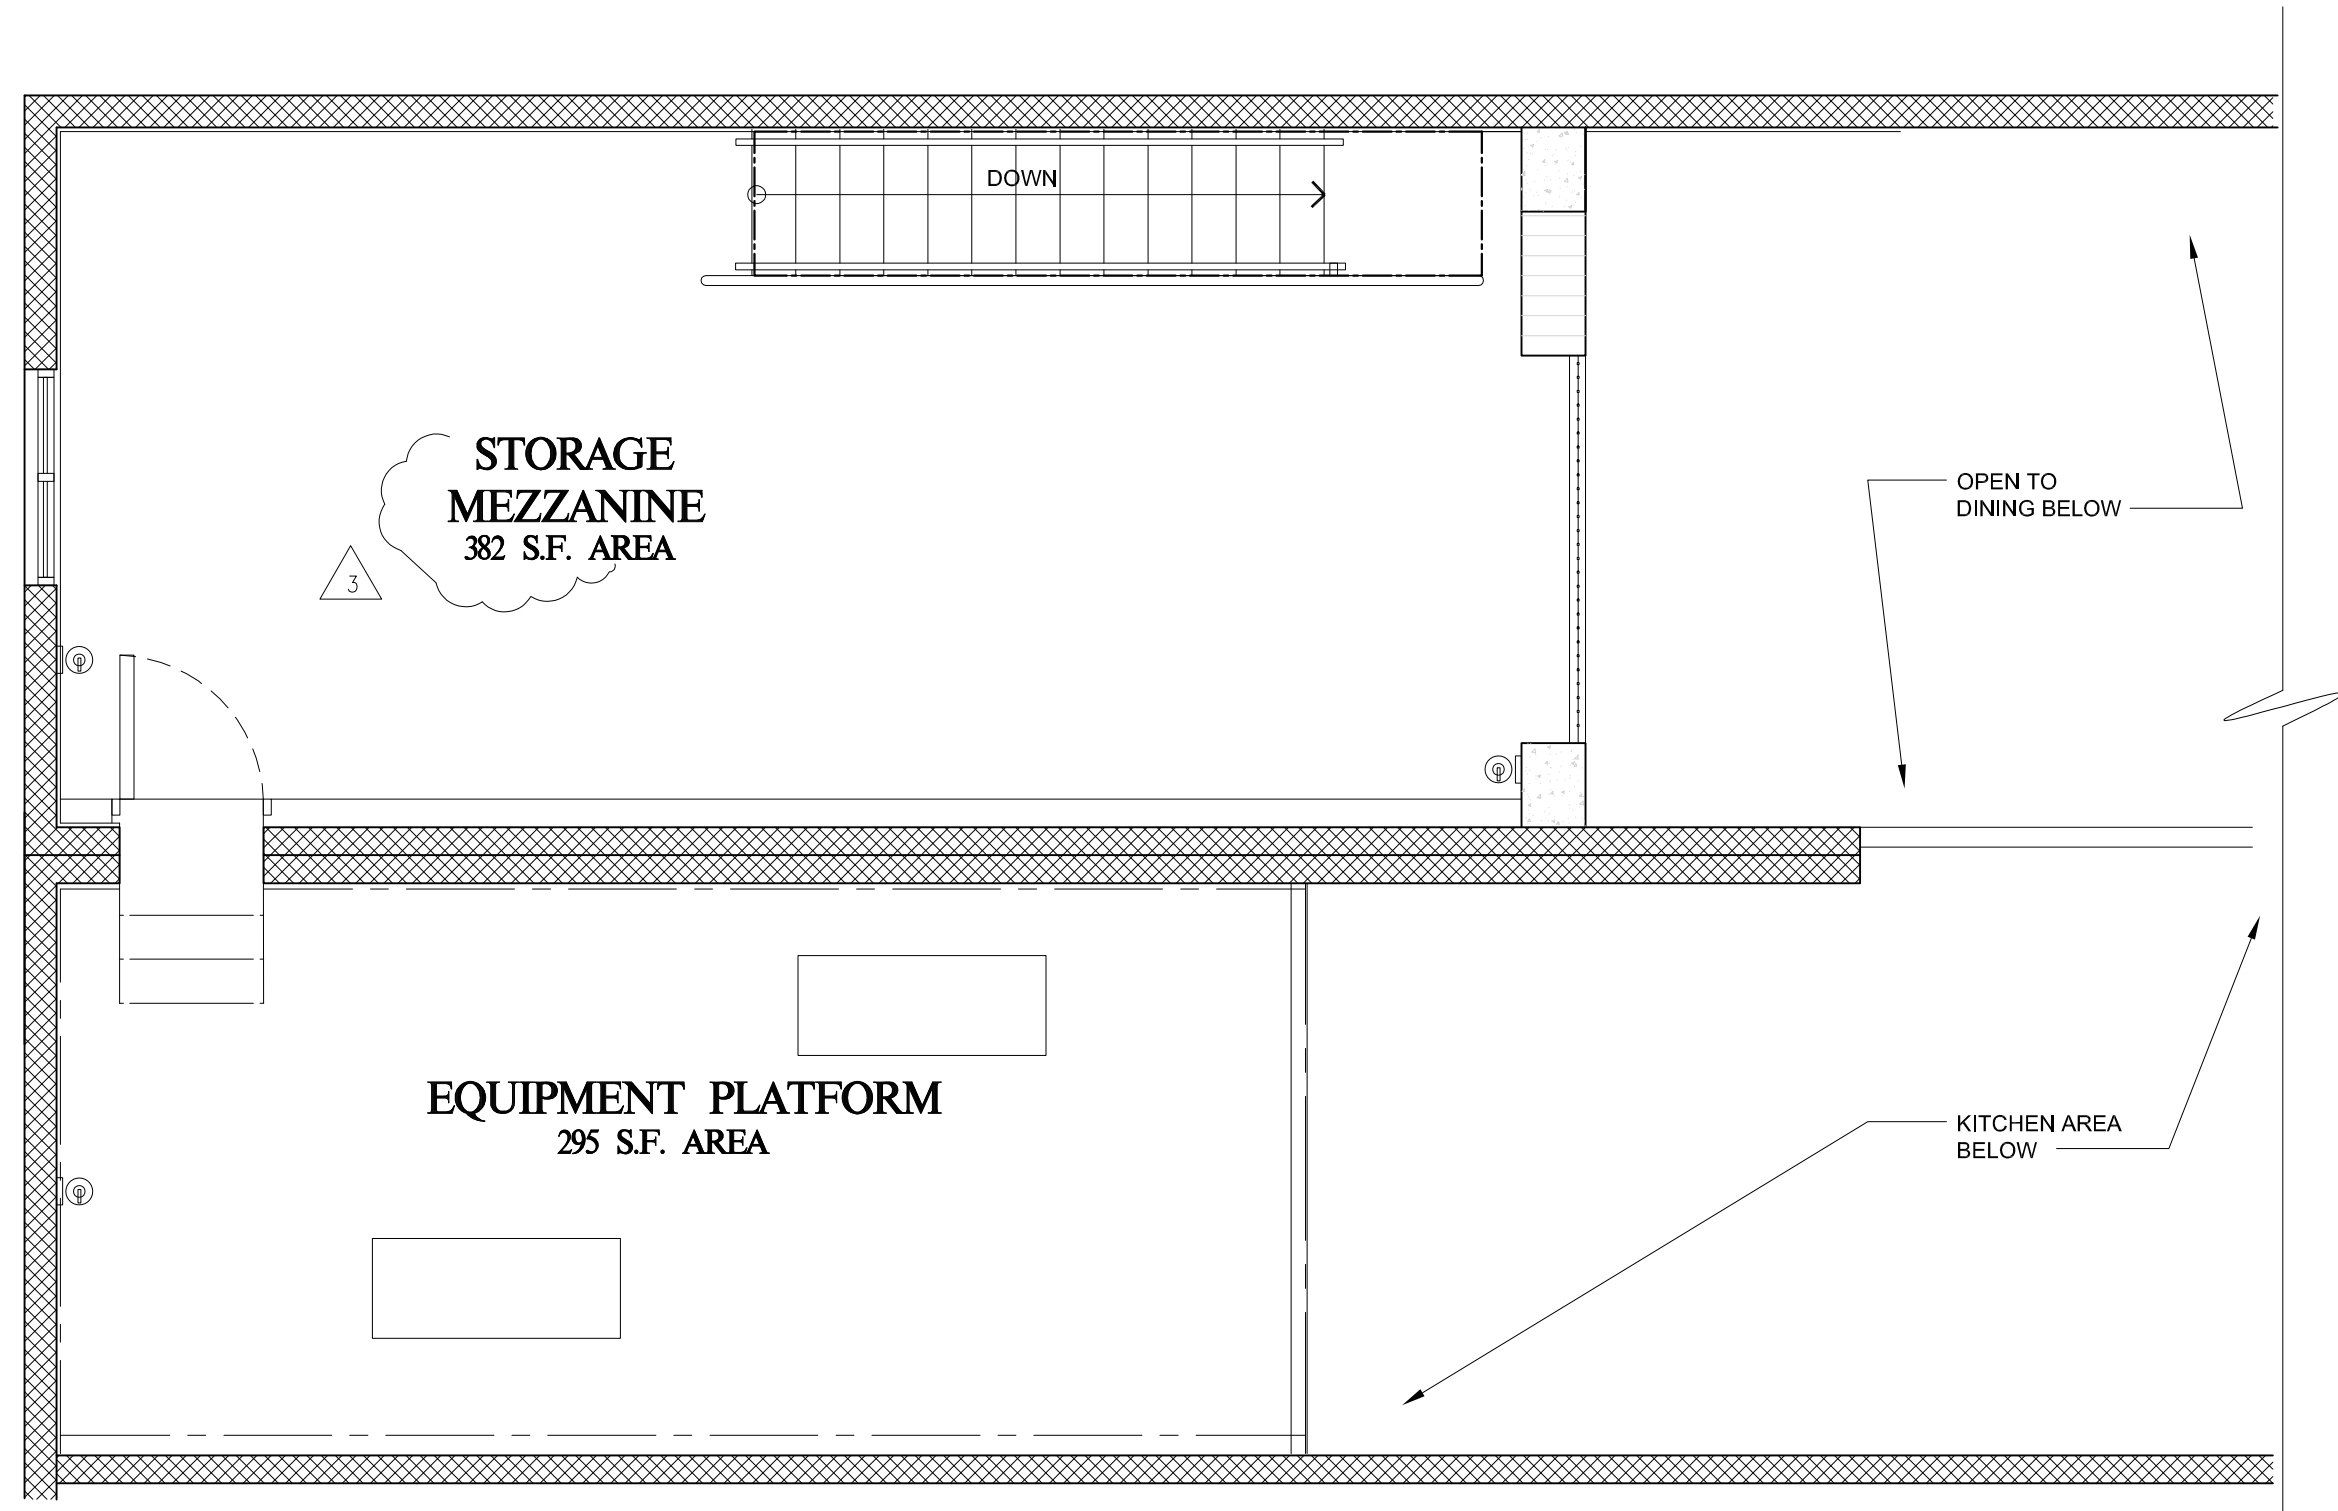 DOWN
STORAGE
MEZZANINE
382 S.F. AREA
3
OPEN TO
DINING BELOW
EQUIPMENT PLATFORM
295 S.F. AREA
KITCHEN AREA
BELOW